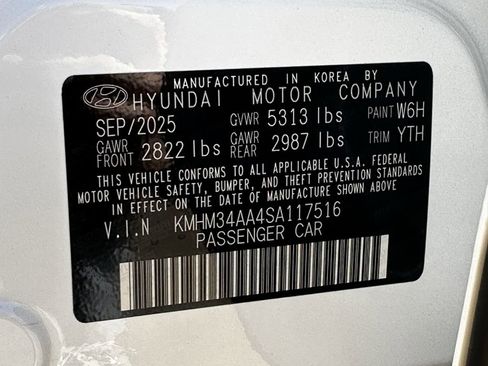 MANUFACTURED IN KOREA BY
HYUNDAI MOTOR COMPANY
SEP/2025 GVWR 5313 lbs PAINT W6H
GAWR FRONT 2822 lbs GAWR REAR 2987 lbs TRIM YTH
THIS VEHICLE CONFORMS TO ALL APPLICABLE U.S.A. FEDERAL
MOTOR VEHICLE SAFETY, BUMPER, AND THEFT PREVENTION STANDARDS
IN EFFECT ON THE DATE OF MANUFACTURE SHOWN ABOVE
V.I.N KMHM34AA4SA117516
PASSENGER CAR